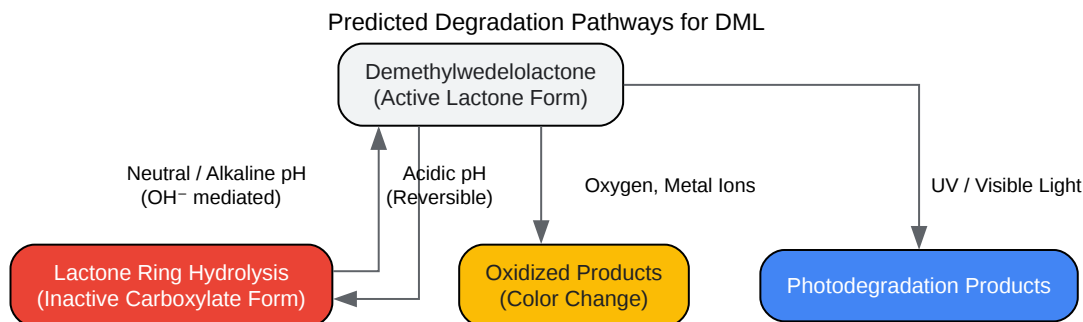 Predicted Degradation Pathways for DML
Demethylwedelolactone
(Active Lactone Form)
Neutral / Alkaline pH
(OH⁻ mediated)
Acidic pH
(Reversible)
Oxygen, Metal Ions
UV / Visible Light
Lactone Ring Hydrolysis
(Inactive Carboxylate Form)
Oxidized Products
(Color Change)
Photodegradation Products